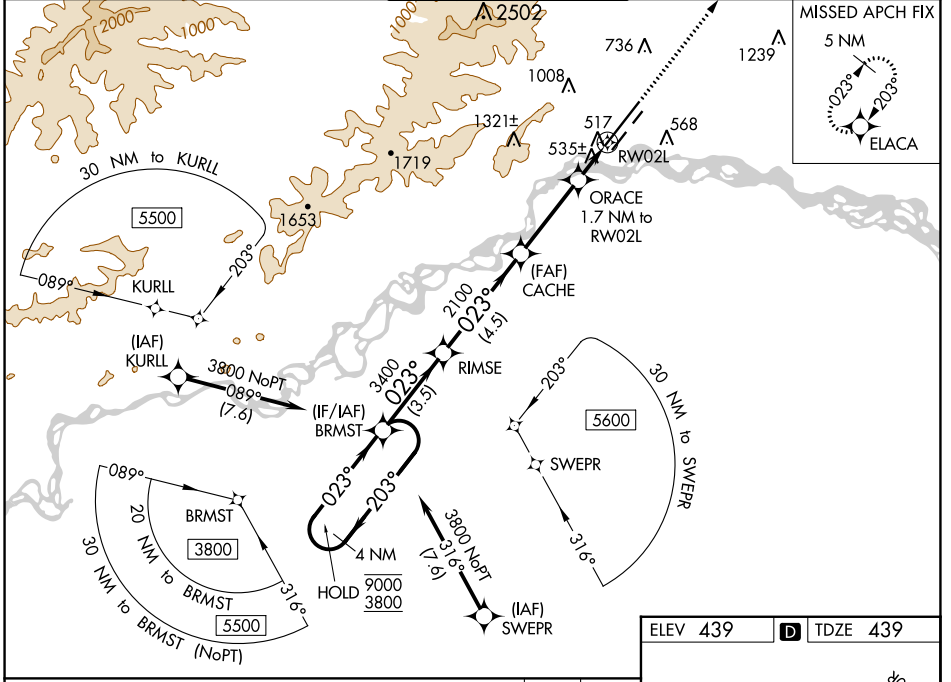 MISSED APCH FIX
5 NM
023°
203°
ELACA
2000
1000
1000
2502
736
1239
1008
1321±
517
568
535±
RW02L
1719
1653
ORACE
1.7 NM to
RW02L
30 NM to KURLL
5500
089°
203°
KURLL
(FAF)
CACHE
2100
023°
(4.5)
RIMSE
(IAF)
KURLL
3800 NoPT
089°
(7.6)
3400
023°
(3.5)
(IF/IAF)
BRMST
023°
203°
4 NM
HOLD
9000
3800
203°
5600
30 NM to SWEPR
SWEPR
316°
089°
BRMST
3800
20 NM to BRMST
316°
5500
30 NM to BRMST (NoPT)
3800 NoPT
316°
(7.6)
(IAF)
SWEPR
ELEV 439
D
TDZE 439